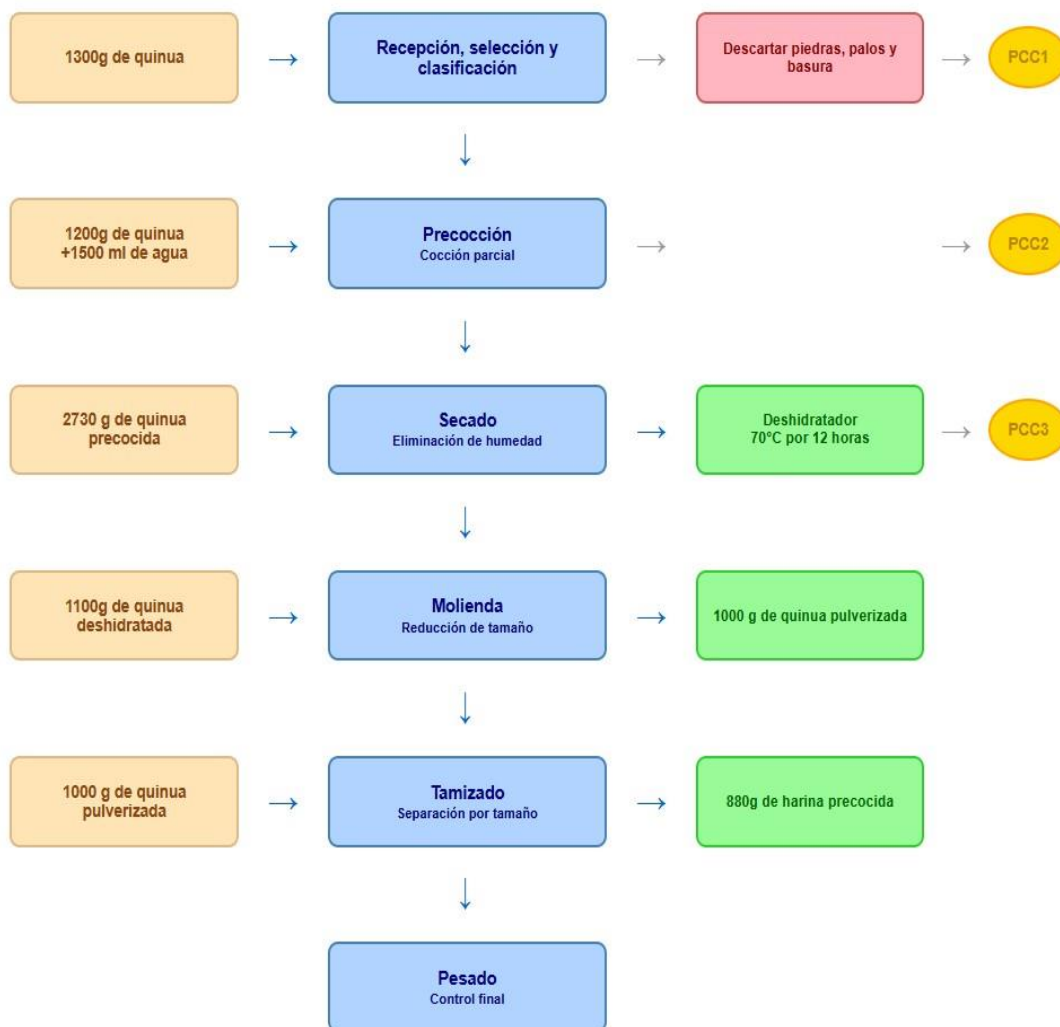 1300g de quinua
Recepción, selección y
clasificación
Descartar piedras, palos y
basura
PCC1
1200g de quinua
+1500 ml de agua
Precocción
Cocción parcial
PCC2
2730 g de quinua
precocida
Secado
Eliminación de humedad
Deshidratador
70°C por 12 horas
PCC3
1100g de quinua
deshidratada
Molienda
Reducción de tamaño
1000 g de quinua pulverizada
1000 g de quinua
pulverizada
Tamizado
Separación por tamaño
880g de harina precocida
Pesado
Control final